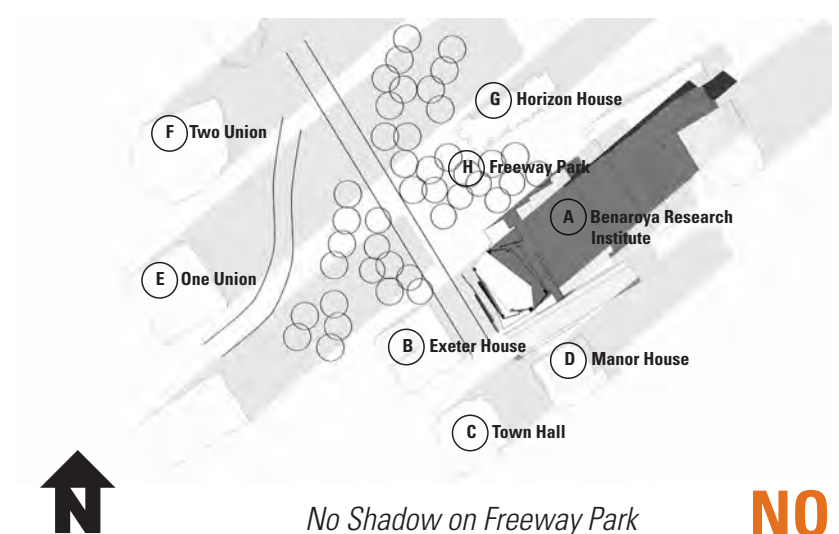 G Horizon House
F Two Union
H Freeway Park
A Benaroya Research
Institute
E One Union
B Exeter House
D Manor House
C Town Hall
N
No Shadow on Freeway Park
NO